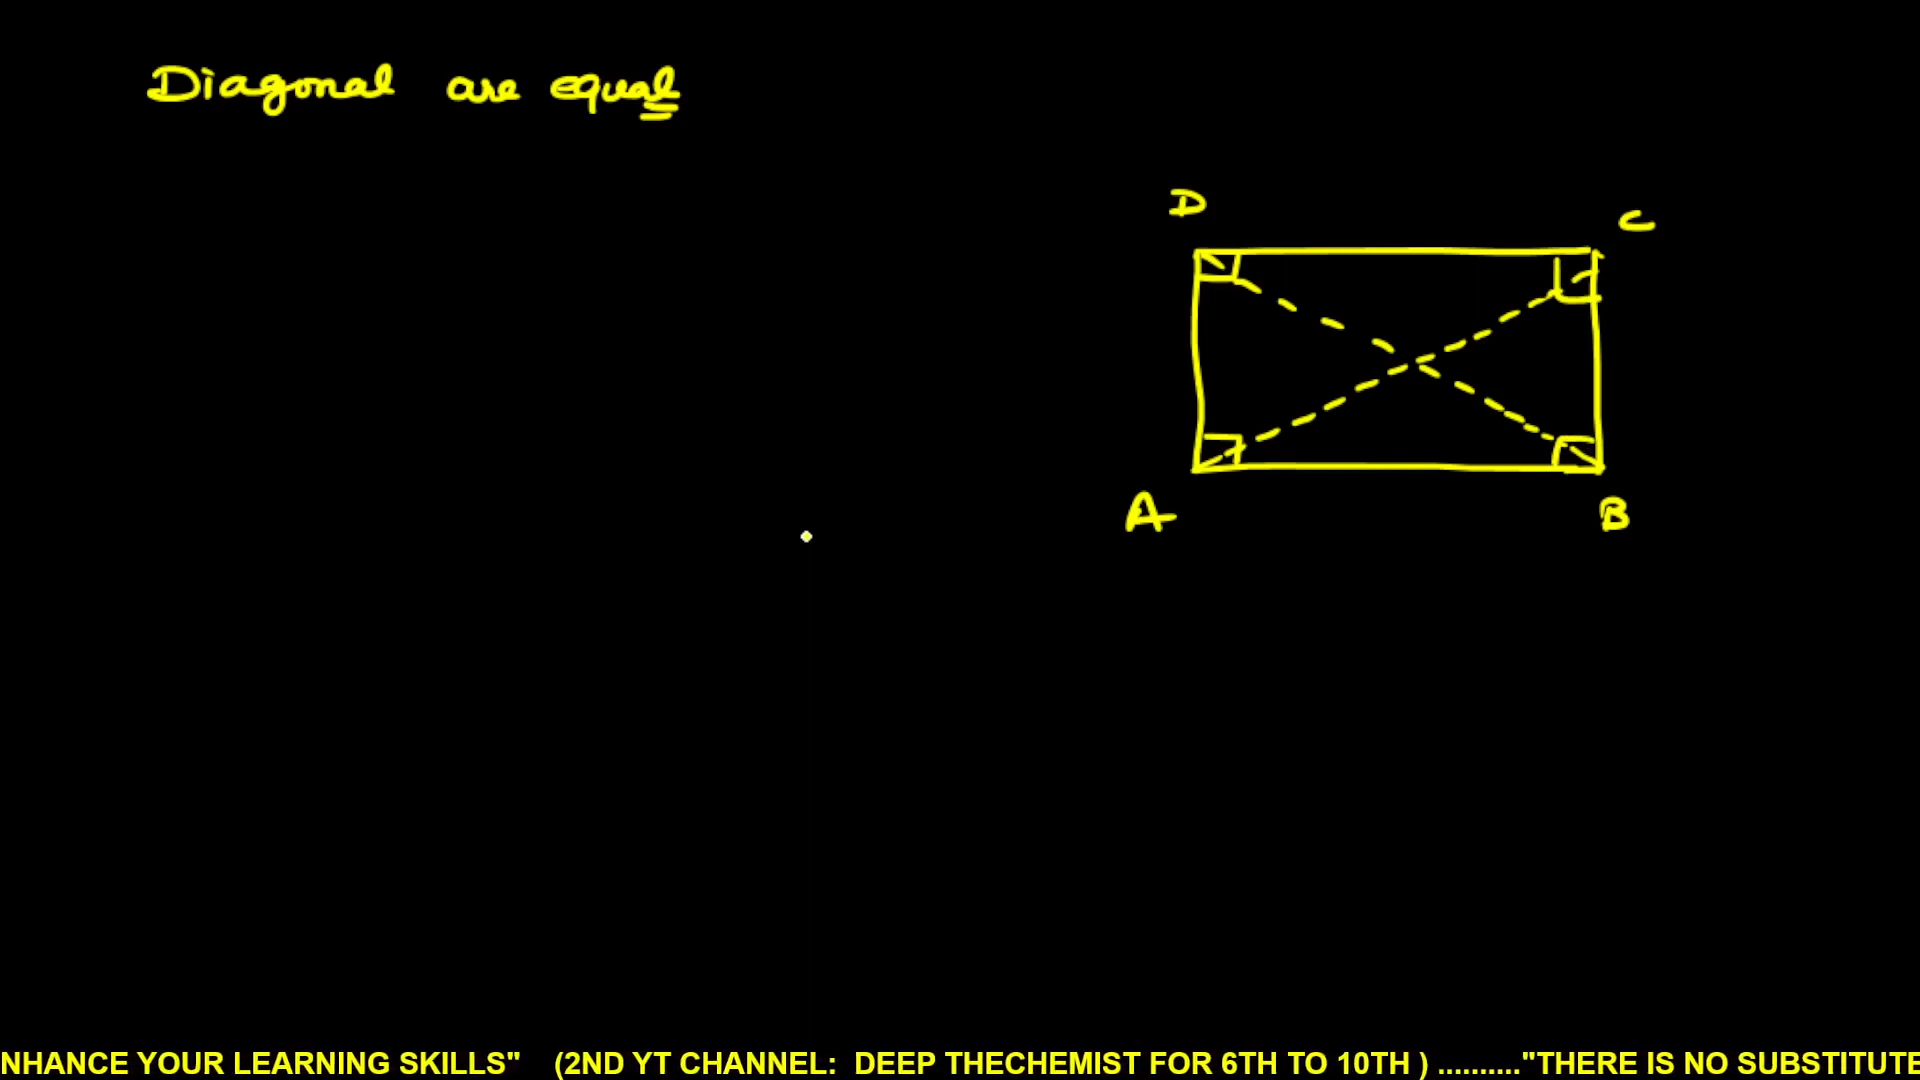 Diagonal are equal
D
C
A
B
NHANCE YOUR LEARNING SKILLS" (2ND YT CHANNEL: DEEP THECHEMIST FOR 6TH TO 10TH ) .........."THERE IS NO SUBSTITUTE